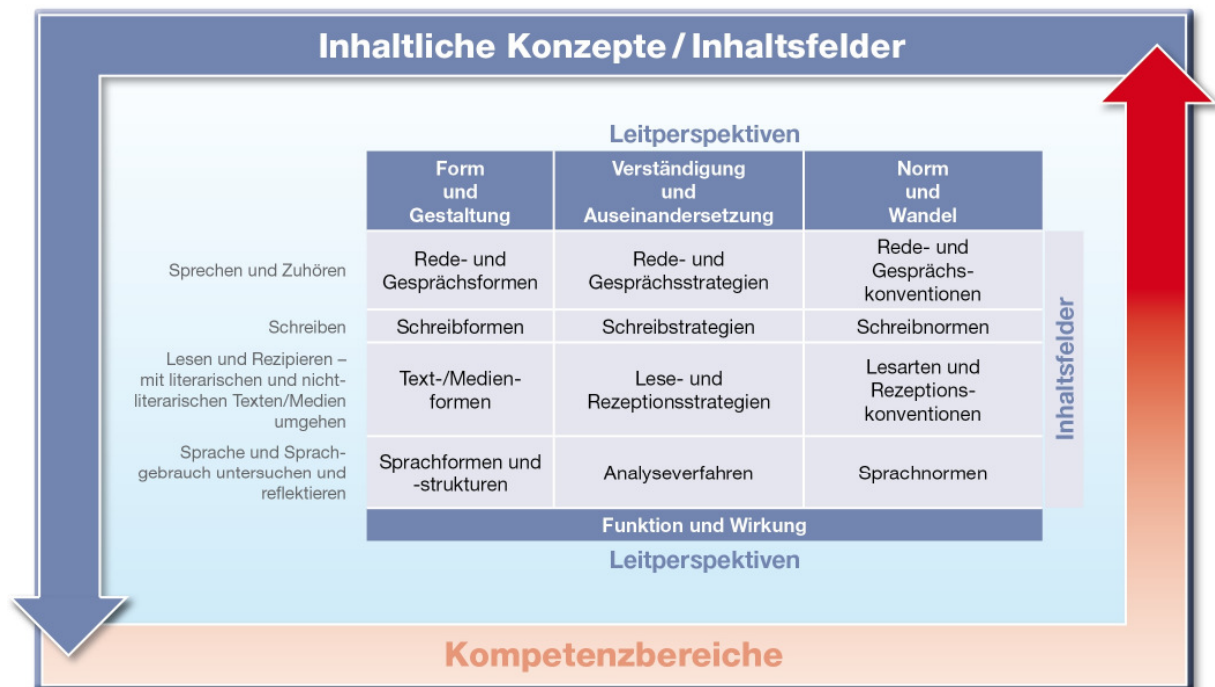 Inhaltliche Konzepte / Inhaltsfelder
Leitperspektiven
Form
und
Gestaltung
Verständigung
und
Auseinandersetzung
Norm
und
Wandel
Sprechen und Zuhören
Rede- und
Gesprächsformen
Rede- und
Gesprächsstrategien
Rede- und
Gesprächs-
konventionen
Schreiben
Schreibformen
Schreibstrategien
Schreibnormen
Lesen und Rezipieren –
mit literarischen und nicht-
literarischen Texten/Medien
umgehen
Text-/Medien-
formen
Lese- und
Rezeptionsstrategien
Lesarten und
Rezeptions-
konventionen
Sprache und Sprach-
gebrauch untersuchen und
reflektieren
Sprachformen und
-strukturen
Analyseverfahren
Sprachnormen
Inhaltsfelder
Funktion und Wirkung
Leitperspektiven
Kompetenzbereiche